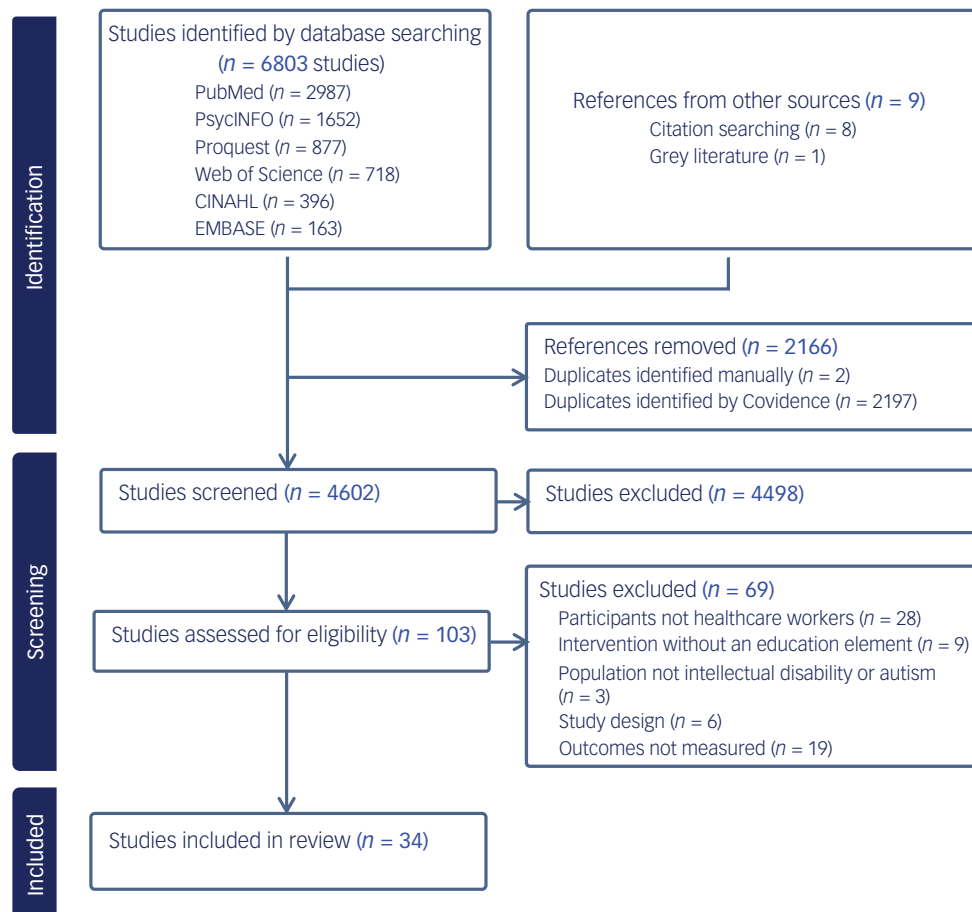 Identification
Studies identified by database searching
(n = 6803 studies)
PubMed (n = 2987)
PsycINFO (n = 1652)
Proquest (n = 877)
Web of Science (n = 718)
CINAHL (n = 396)
EMBASE (n = 163)
References from other sources (n = 9)
Citation searching (n = 8)
Grey literature (n = 1)
References removed (n = 2166)
Duplicates identified manually (n = 2)
Duplicates identified by Covidence (n = 2197)
Screening
Studies screened (n = 4602)
Studies excluded (n = 4498)
Studies assessed for eligibility (n = 103)
Studies excluded (n = 69)
Participants not healthcare workers (n = 28)
Intervention without an education element (n = 9)
Population not intellectual disability or autism
(n = 3)
Study design (n = 6)
Outcomes not measured (n = 19)
Included
Studies included in review (n = 34)